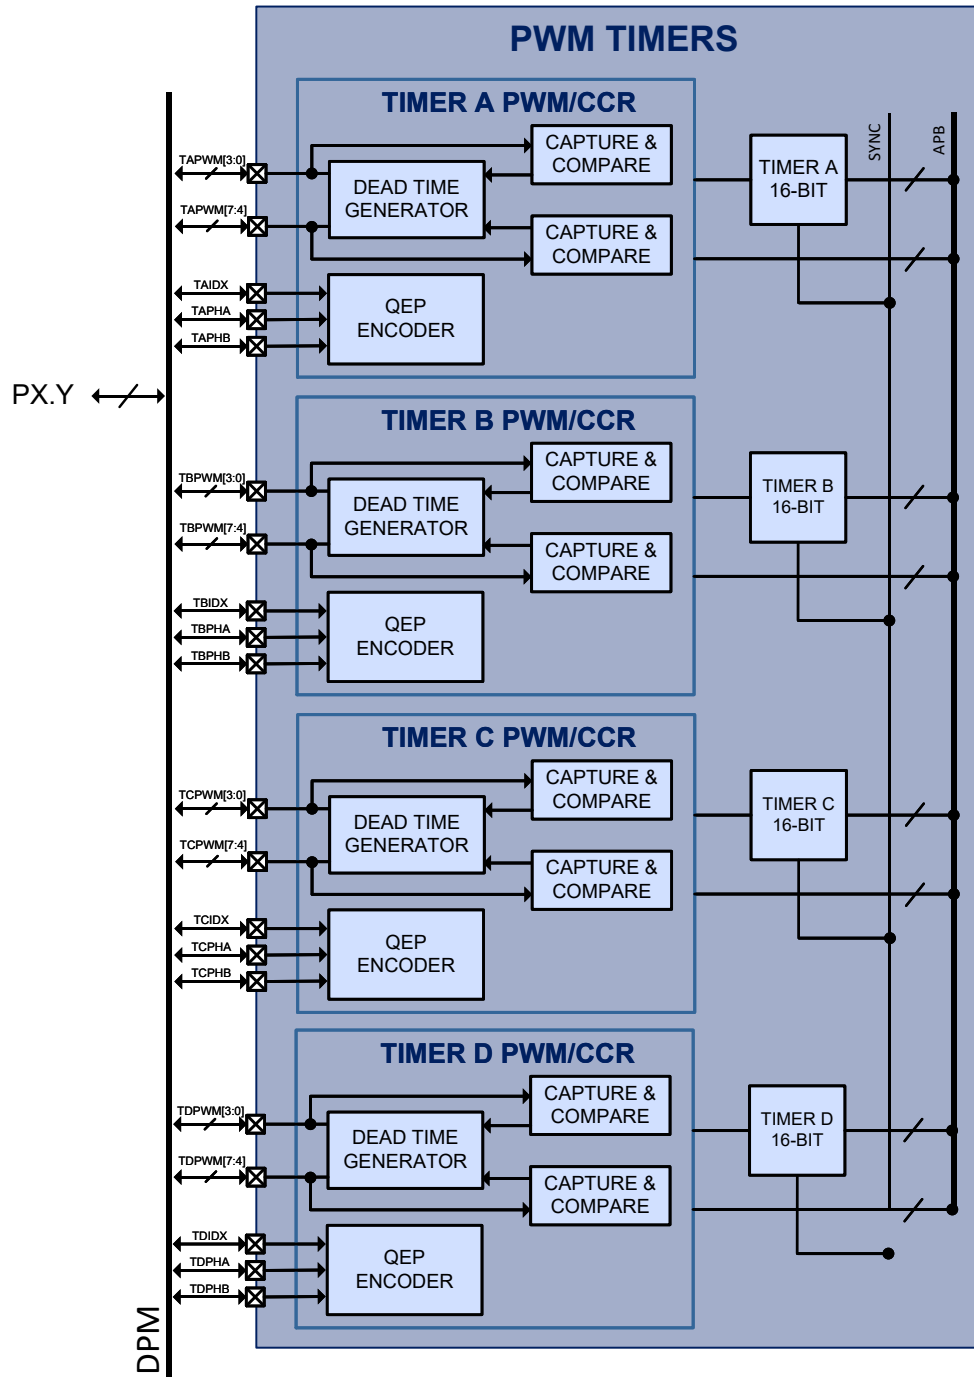 PWM TIMERS
SYNC
APB
TIMER A PWM/CCR
TAPWM[3:0]
CAPTURE &
COMPARE
DEAD TIME
GENERATOR
TIMER A
16-BIT
TAPWM[7:4]
CAPTURE &
COMPARE
TAIDX
TAPHA
TAPHB
QEP
ENCODER
PX.Y
TIMER B PWM/CCR
TBPWM[3:0]
CAPTURE &
COMPARE
DEAD TIME
GENERATOR
TIMER B
16-BIT
TBPWM[7:4]
CAPTURE &
COMPARE
TBIDX
TBPHA
TBPHB
QEP
ENCODER
TIMER C PWM/CCR
TCPWM[3:0]
CAPTURE &
COMPARE
DEAD TIME
GENERATOR
TIMER C
16-BIT
TCPWM[7:4]
CAPTURE &
COMPARE
TCIDX
TCPHA
TCPHB
QEP
ENCODER
TIMER D PWM/CCR
TDPWM[3:0]
CAPTURE &
COMPARE
DEAD TIME
GENERATOR
TIMER D
16-BIT
TDPWM[7:4]
CAPTURE &
COMPARE
TDIDX
TDPHA
TDPHB
QEP
ENCODER
DPM